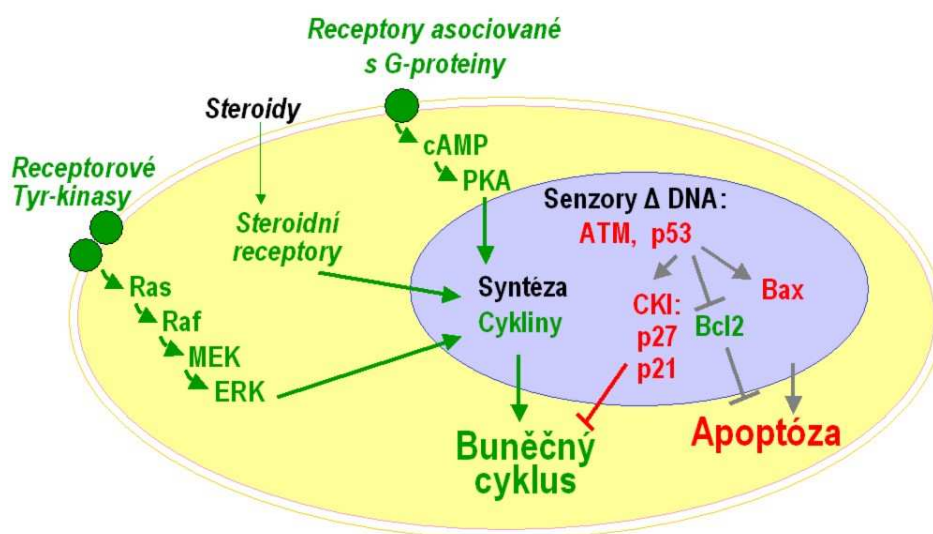 Receptory asociované
s G-proteiny
Steroidy
Receptorové
Tyr-kinasy
cAMP
PKA
Steroidní
receptory
Ras
Raf
MEK
ERK
Syntéza
Cykliny
Buněčný
cyklus
Senzory Δ DNA:
ATM, p53
CKI:
p27
p21
Bcl2
Bax
Apoptóza